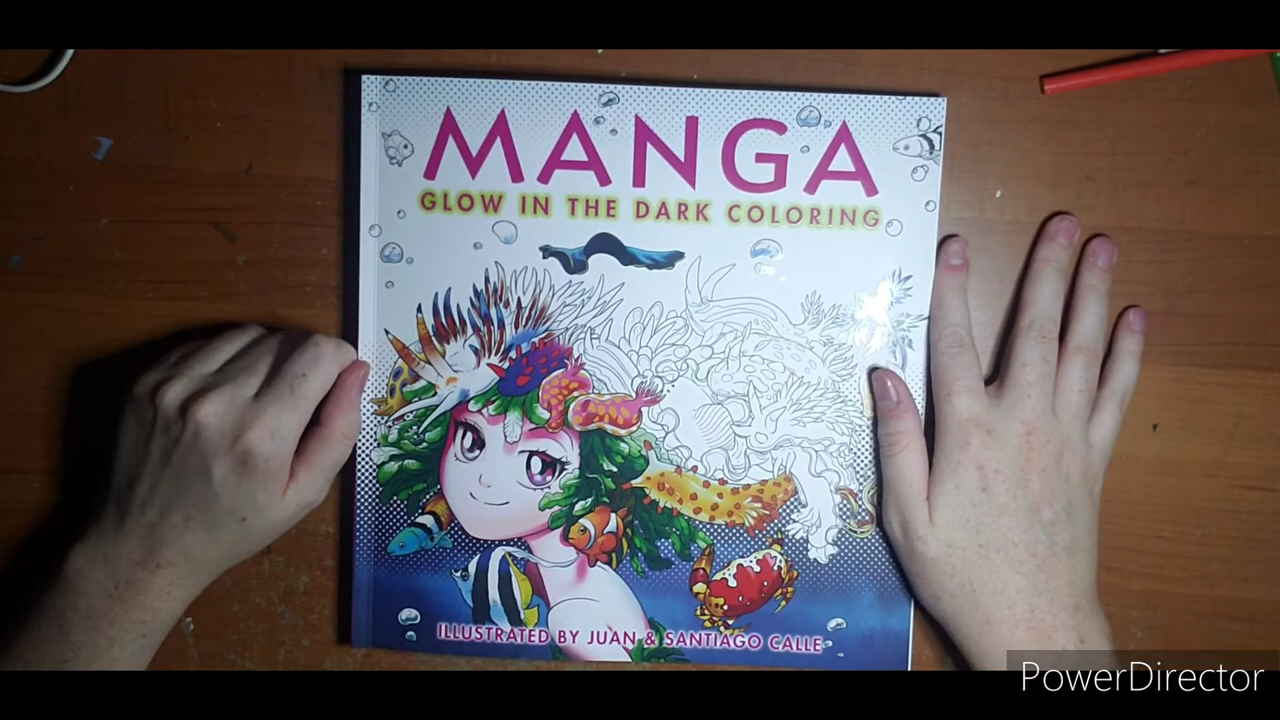 MANGA
GLOW IN THE DARK COLORING
ILLUSTRATED BY JUAN & SANTIAGO CALLE
PowerDirector